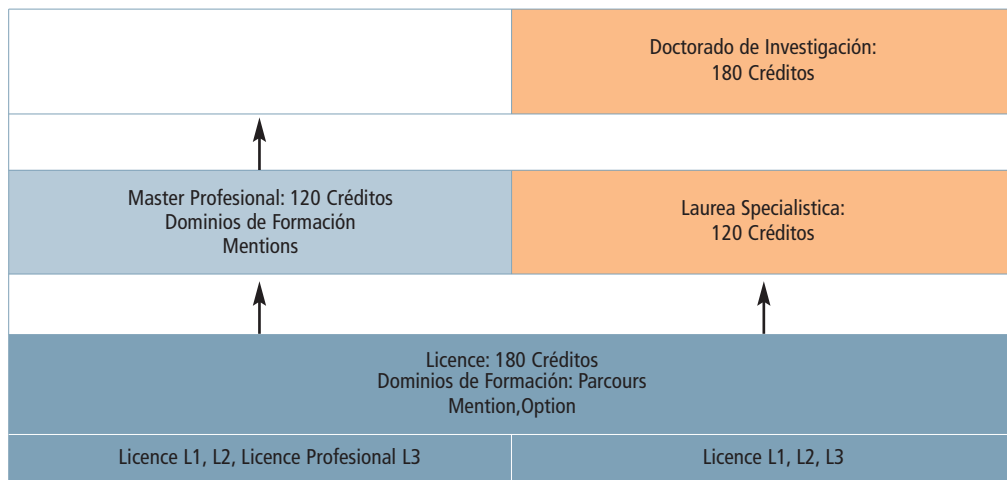 Doctorado de Investigación:
180 Créditos
Master Profesional: 120 Créditos
Dominios de Formación
Mentions
Laurea Specialistica:
120 Créditos
Licence: 180 Créditos
Dominios de Formación: Parcours
Mention,Option
Licence L1, L2, Licence Profesional L3
Licence L1, L2, L3